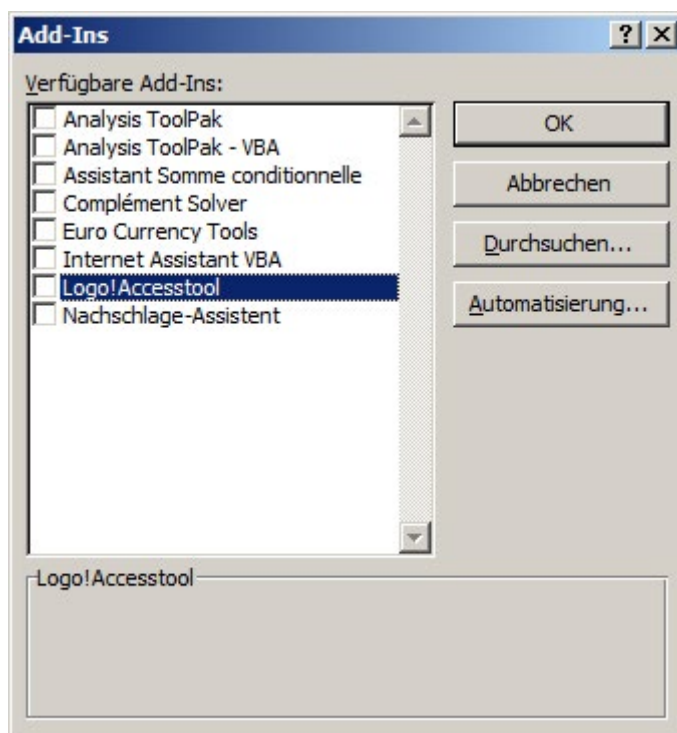 Add-Ins
Verfügbare Add-Ins:
Analysis ToolPak
Analysis ToolPak - VBA
Assistant Somme conditionnelle
Complément Solver
Euro Currency Tools
Internet Assistant VBA
Logo!Accesstool
Nachschlage-Assistent
OK
Abbrechen
Durchsuchen...
Automatisierung...
Logo!Accesstool